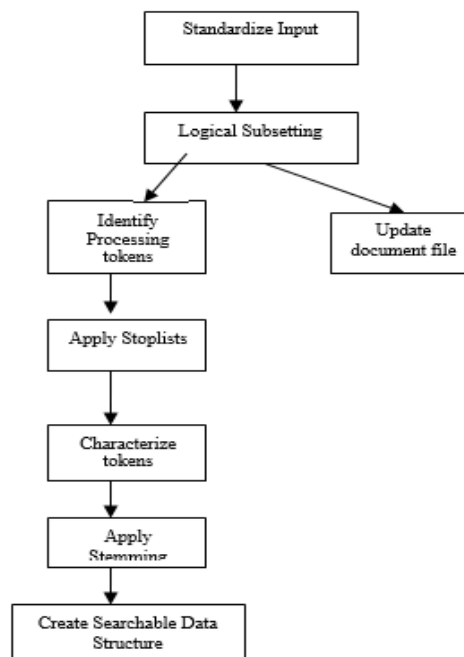 Standardize Input
Logical Subsetting
Identify
Processing
tokens
Update
document file
Apply Stoplists
Characterize
tokens
Apply
Stemming
Create Searchable Data
Structure